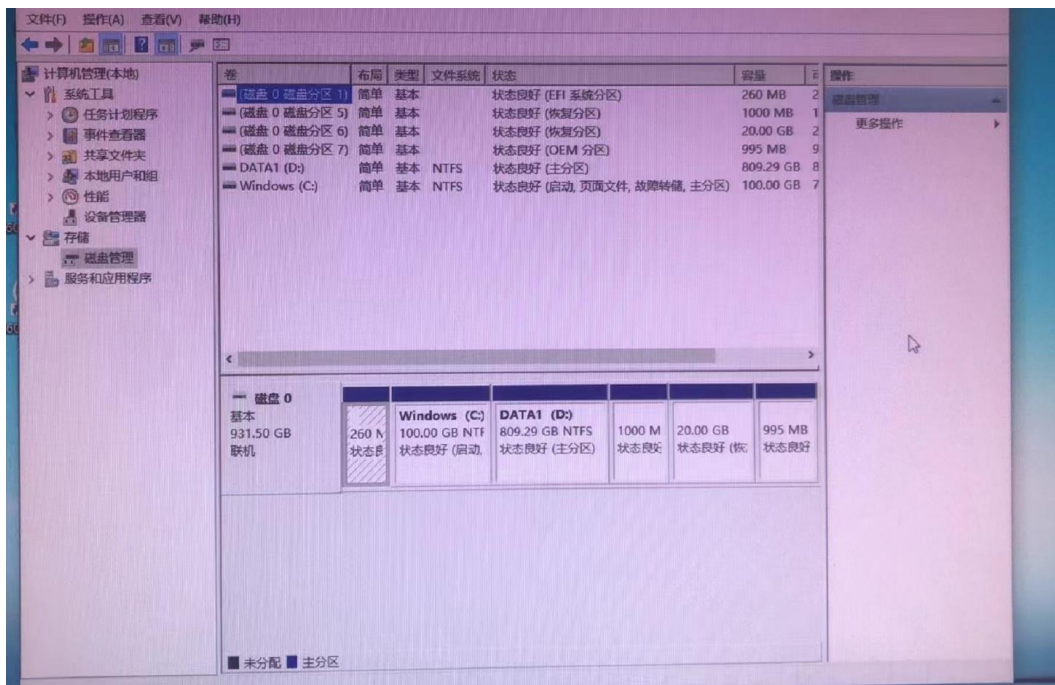 文件(F) 操作(A) 查看(V) 帮助(H)
计算机管理(本地)
系统工具
任务计划程序
事件查看器
共享文件夹
本地用户和组
性能
设备管理器
存储
磁盘管理
服务和应用程序
卷 布局 类型 文件系统 状态 容量
(磁盘 0 磁盘分区 1) 简单 基本 状态良好 (EFI 系统分区) 260 MB 2
(磁盘 0 磁盘分区 5) 简单 基本 状态良好 (恢复分区) 1000 MB 1
(磁盘 0 磁盘分区 6) 简单 基本 状态良好 (恢复分区) 20.00 GB 2
(磁盘 0 磁盘分区 7) 简单 基本 状态良好 (OEM 分区) 995 MB 9
DATA1 (D:) 简单 基本 NTFS 状态良好 (主分区) 809.29 GB 8
Windows (C:) 简单 基本 NTFS 状态良好 (启动, 页面文件, 故障转储, 主分区) 100.00 GB 7
操作
磁盘管理
更多操作
磁盘 0
基本
931.50 GB
联机
260 M
状态良
Windows (C:)
100.00 GB NTF
状态良好 (启动,
DATA1 (D:)
809.29 GB NTFS
状态良好 (主分区)
1000 M
状态良好
20.00 GB
状态良好 (恢
995 MB
状态良好
未分配 主分区